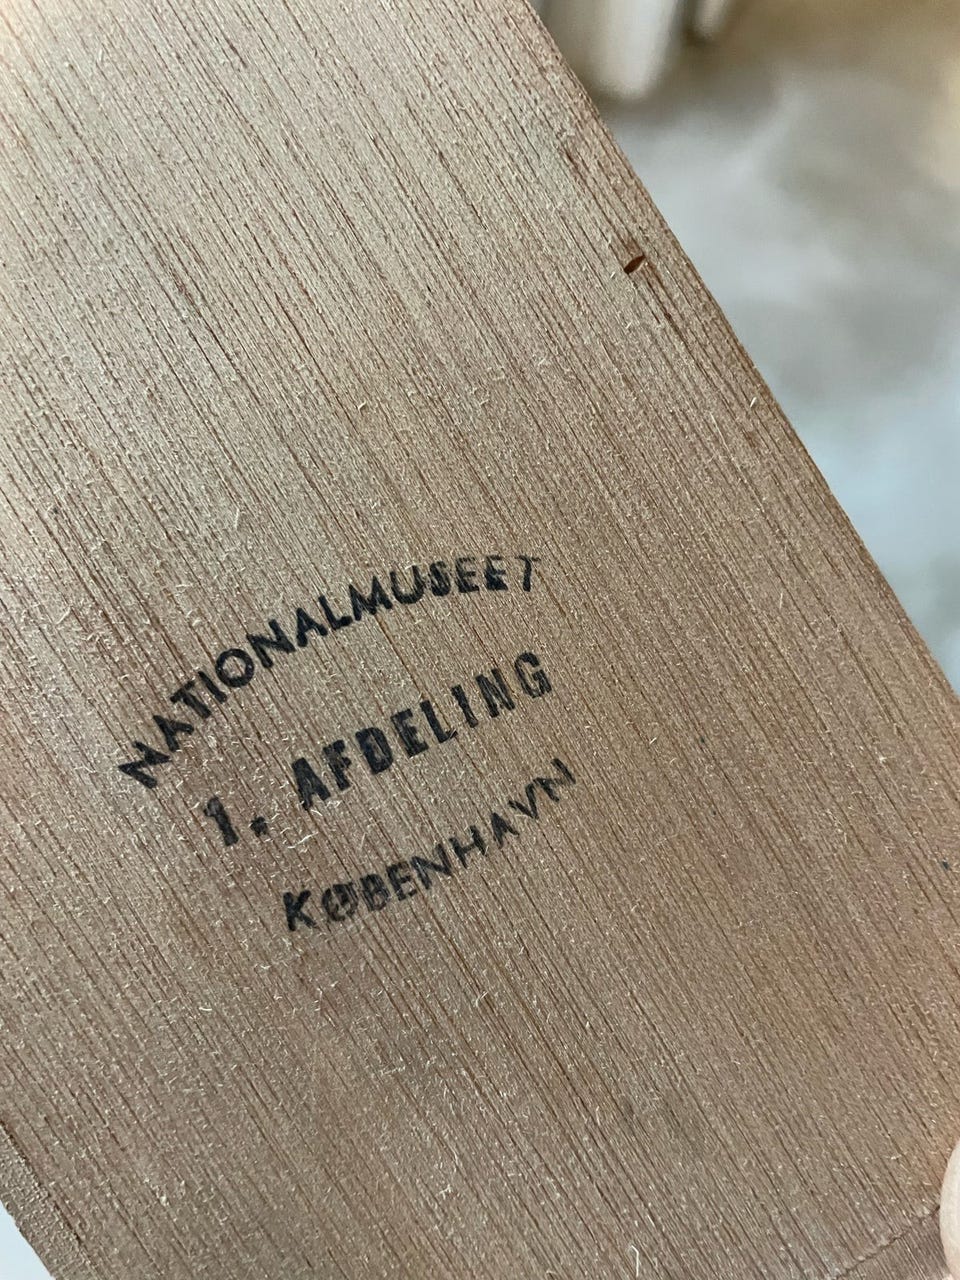 NATIONALMUSEET
1. AFDELING
KØBENHAVN